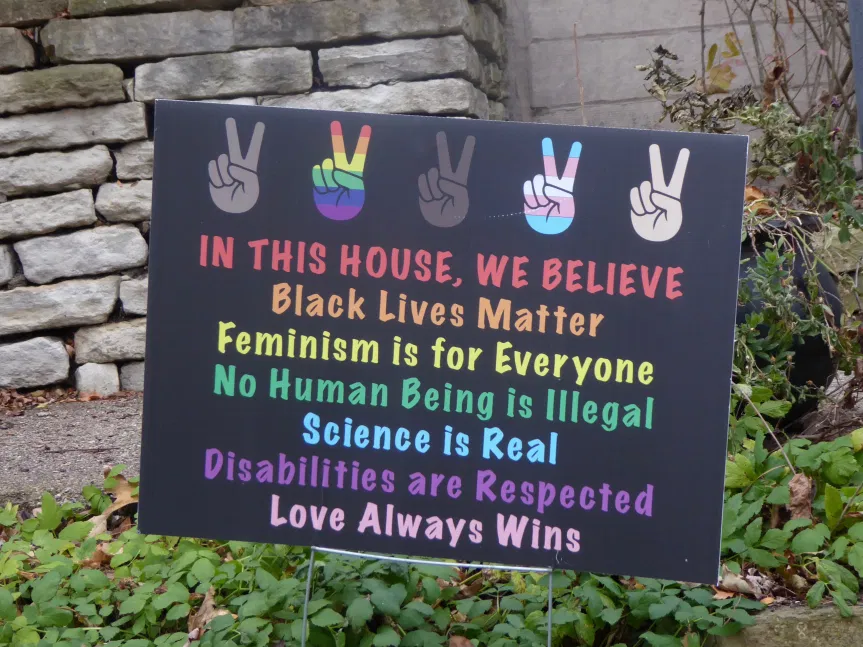 IN THIS HOUSE, WE BELIEVE
Black Lives Matter
Feminism is for Everyone
No Human Being is Illegal
Science is Real
Disabilities are Respected
Love Always Wins